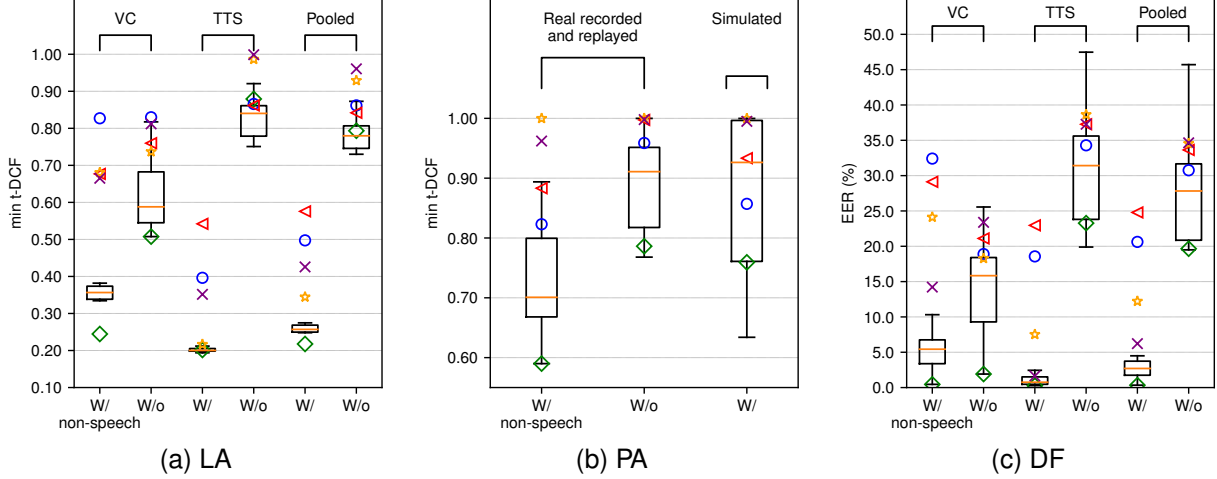 VC
TTS
Pooled
min t-DCF
1.00
0.90
0.80
0.70
0.60
0.50
0.40
0.30
0.20
0.10
W/
non-speech
W/o
W/
W/o
W/
W/o
(a) LA
Real recorded
and replayed
Simulated
min t-DCF
1.00
0.90
0.80
0.70
0.60
W/
non-speech
W/o
W/
(b) PA
VC
TTS
Pooled
EER (%)
50.0
45.0
40.0
35.0
30.0
25.0
20.0
15.0
10.0
5.0
0.0
W/
non-speech
W/o
W/
W/o
W/
W/o
(c) DF